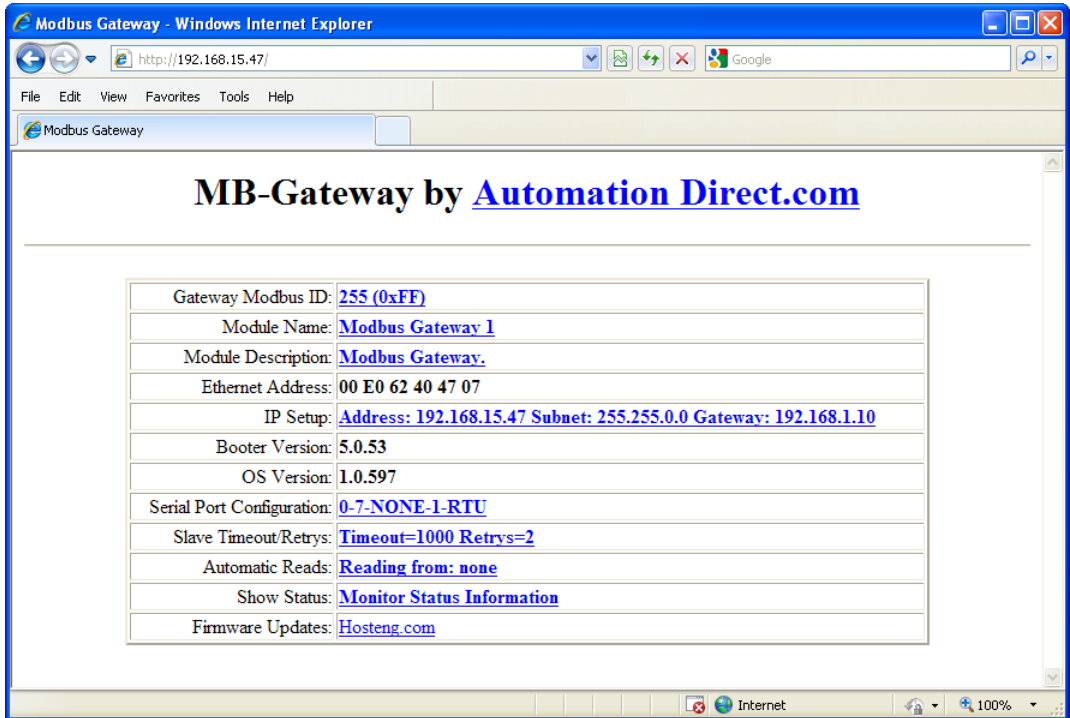 Modbus Gateway - Windows Internet Explorer
http://192.168.15.47/
Google
File Edit View Favorites Tools Help
Modbus Gateway
MB-Gateway by Automation Direct.com
Gateway Modbus ID: 255 (0xFF)
Module Name: Modbus Gateway 1
Module Description: Modbus Gateway.
Ethernet Address: 00 E0 62 40 47 07
IP Setup: Address: 192.168.15.47 Subnet: 255.255.0.0 Gateway: 192.168.1.10
Booter Version: 5.0.53
OS Version: 1.0.597
Serial Port Configuration: 0-7-NONE-1-RTU
Slave Timeout/Retrys: Timeout=1000 Retrys=2
Automatic Reads: Reading from: none
Show Status: Monitor Status Information
Firmware Updates: Hosteng.com
Internet 100%